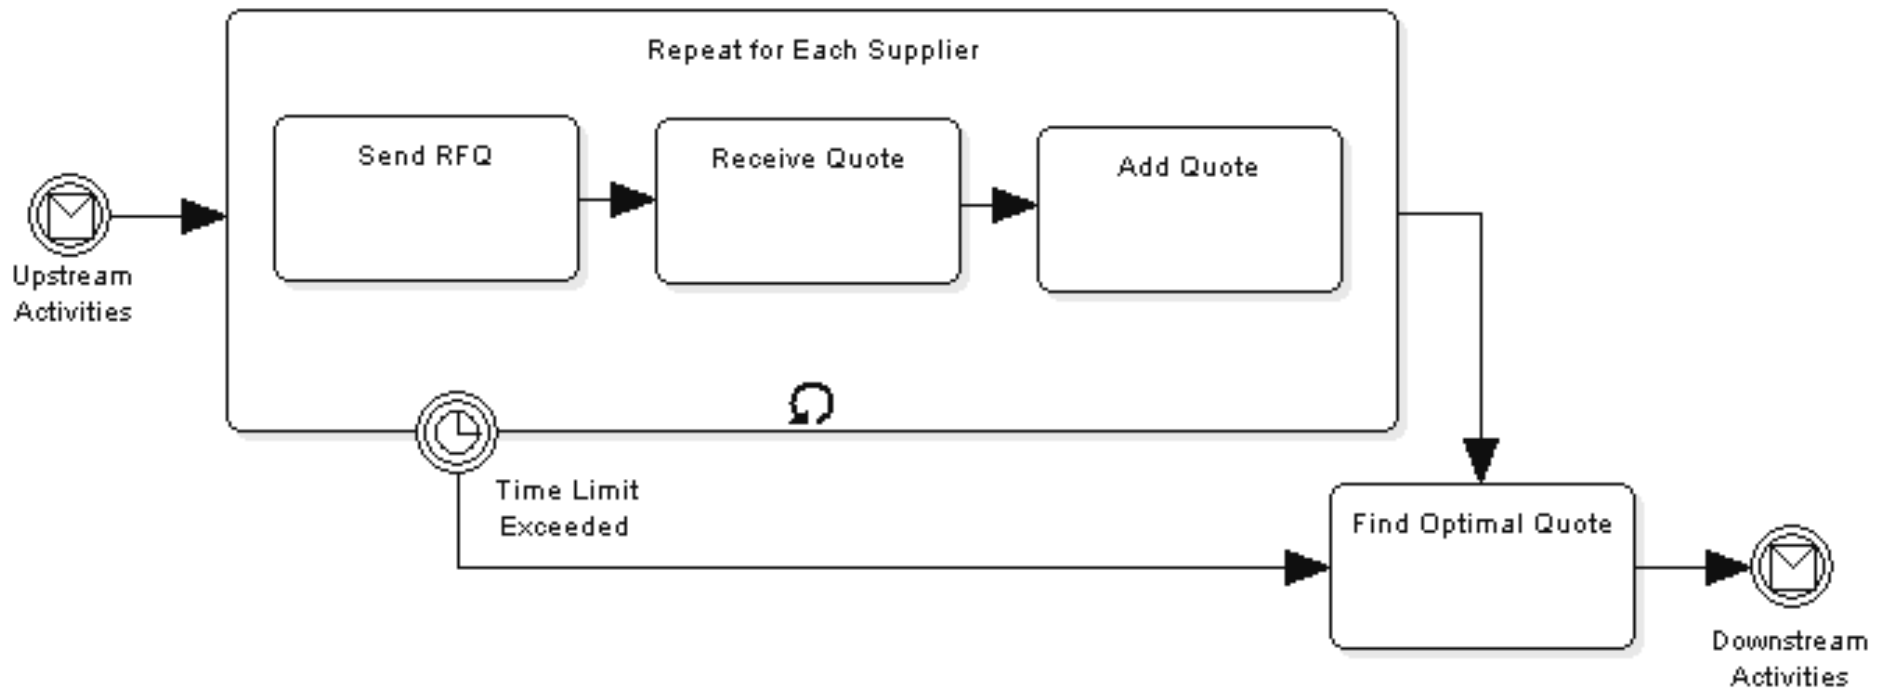 Repeat for Each Supplier
Send RFQ
Receive Quote
Add Quote
Upstream
Activities
Time Limit
Exceeded
Find Optimal Quote
Downstream
Activities